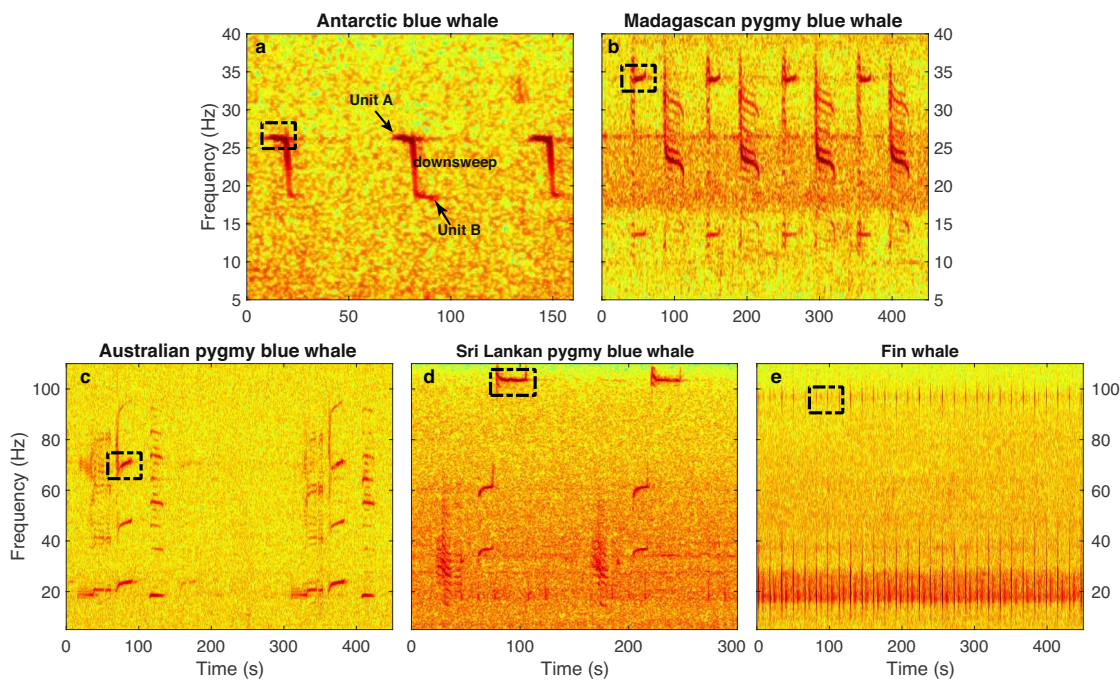 Antarctic blue whale
Madagascan pygmy blue whale
a
b
Unit A
downsweep
Unit B
Frequency (Hz)
40
35
30
25
20
15
10
5
0 50 100 150
0 100 200 300 400
40
35
30
25
20
15
10
5
Australian pygmy blue whale
Sri Lankan pygmy blue whale
Fin whale
c
d
e
Frequency (Hz)
100
80
60
40
20
0 100 200 300 400
Time (s)
0 100 200 300
Time (s)
0 100 200 300 400
Time (s)
100
80
60
40
20